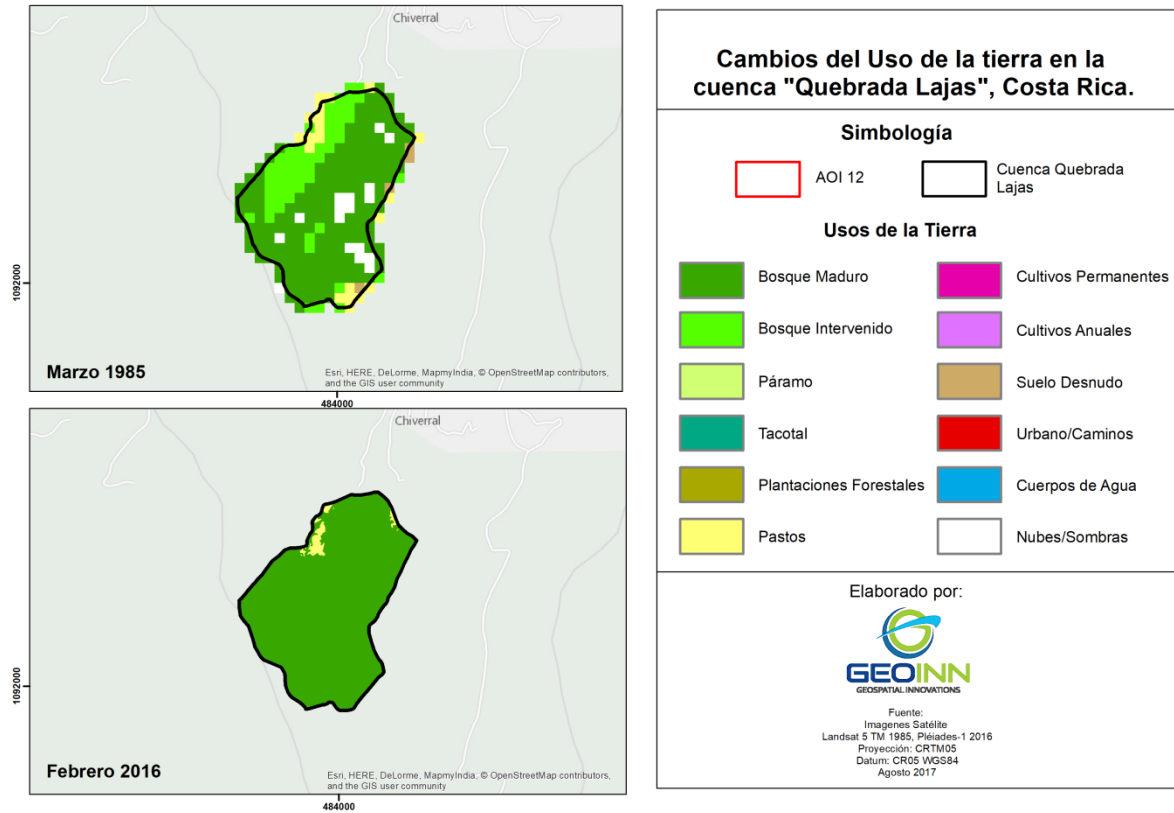 Chiverral
1092000
Marzo 1985
Esri, HERE, DeLorme, MapmyIndia, © OpenStreetMap contributors,
and the GIS user community
484000
Chiverral
1092000
Febrero 2016
Esri, HERE, DeLorme, MapmyIndia, © OpenStreetMap contributors,
and the GIS user community
484000
Cambios del Uso de la tierra en la
cuenca "Quebrada Lajas", Costa Rica.
Simbología
AOI 12
Cuenca Quebrada
Lajas
Usos de la Tierra
Bosque Maduro
Cultivos Permanentes
Bosque Intervenido
Cultivos Anuales
Páramo
Suelo Desnudo
Tacotal
Urbano/Caminos
Plantaciones Forestales
Cuerpos de Agua
Pastos
Nubes/Sombras
Elaborado por:
GEOINN
GEOSPATIAL INNOVATIONS
Fuente:
Imagenes Satélite
Landsat 5 TM 1985, Pléiades-1 2016
Proyección: CRTM05
Datum: CR05 WGS84
Agosto 2017